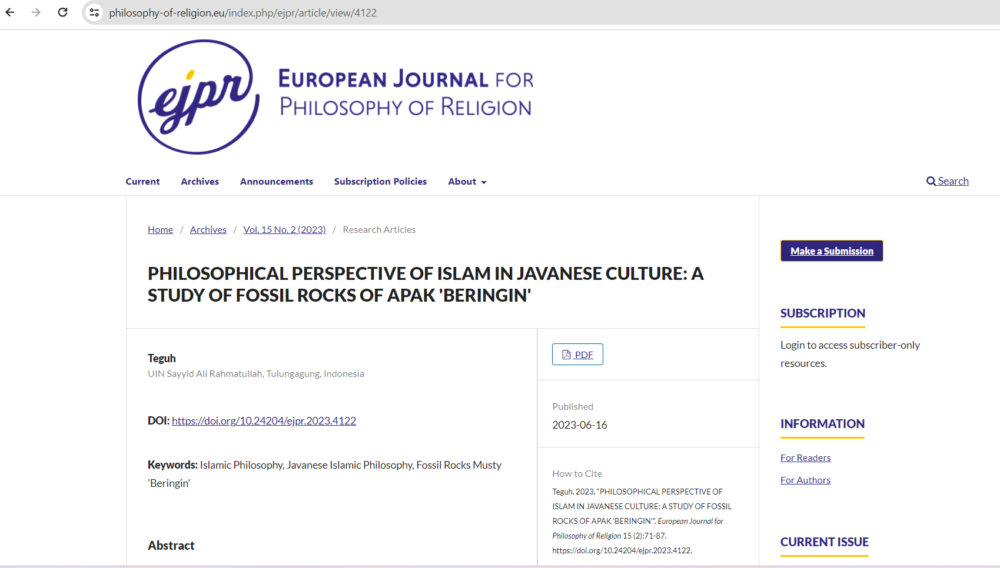 philosophy-of-religion.eu/index.php/ejpr/article/view/4122
ejpr
EUROPEAN JOURNAL FOR
PHILOSOPHY OF RELIGION
Current Archives Announcements Subscription Policies About
Search
Home / Archives / Vol. 15 No. 2 (2023) / Research Articles
PHILOSOPHICAL PERSPECTIVE OF ISLAM IN JAVANESE CULTURE: A
STUDY OF FOSSIL ROCKS OF APAK 'BERINGIN'
Teguh
UIN Sayyid Ali Rahmatullah, Tulungagung, Indonesia
DOI: https://doi.org/10.24204/ejpr.2023.4122
Keywords: Islamic Philosophy, Javanese Islamic Philosophy, Fossil Rocks Musty
'Beringin'
Abstract
PDF
Published
2023-06-16
How to Cite
Teguh. 2023. “PHILOSOPHICAL PERSPECTIVE OF
ISLAM IN JAVANESE CULTURE: A STUDY OF FOSSIL
ROCKS OF APAK ’BERINGIN’”. European Journal for
Philosophy of Religion 15 (2):71-87.
https://doi.org/10.24204/ejpr.2023.4122.
Make a Submission
SUBSCRIPTION
Login to access subscriber-only
resources.
INFORMATION
For Readers
For Authors
CURRENT ISSUE